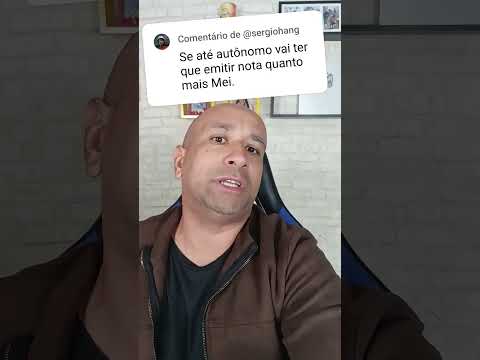 Comentário de @sergiohang
Se até autônomo vai ter
que emitir nota quanto
mais Mei.